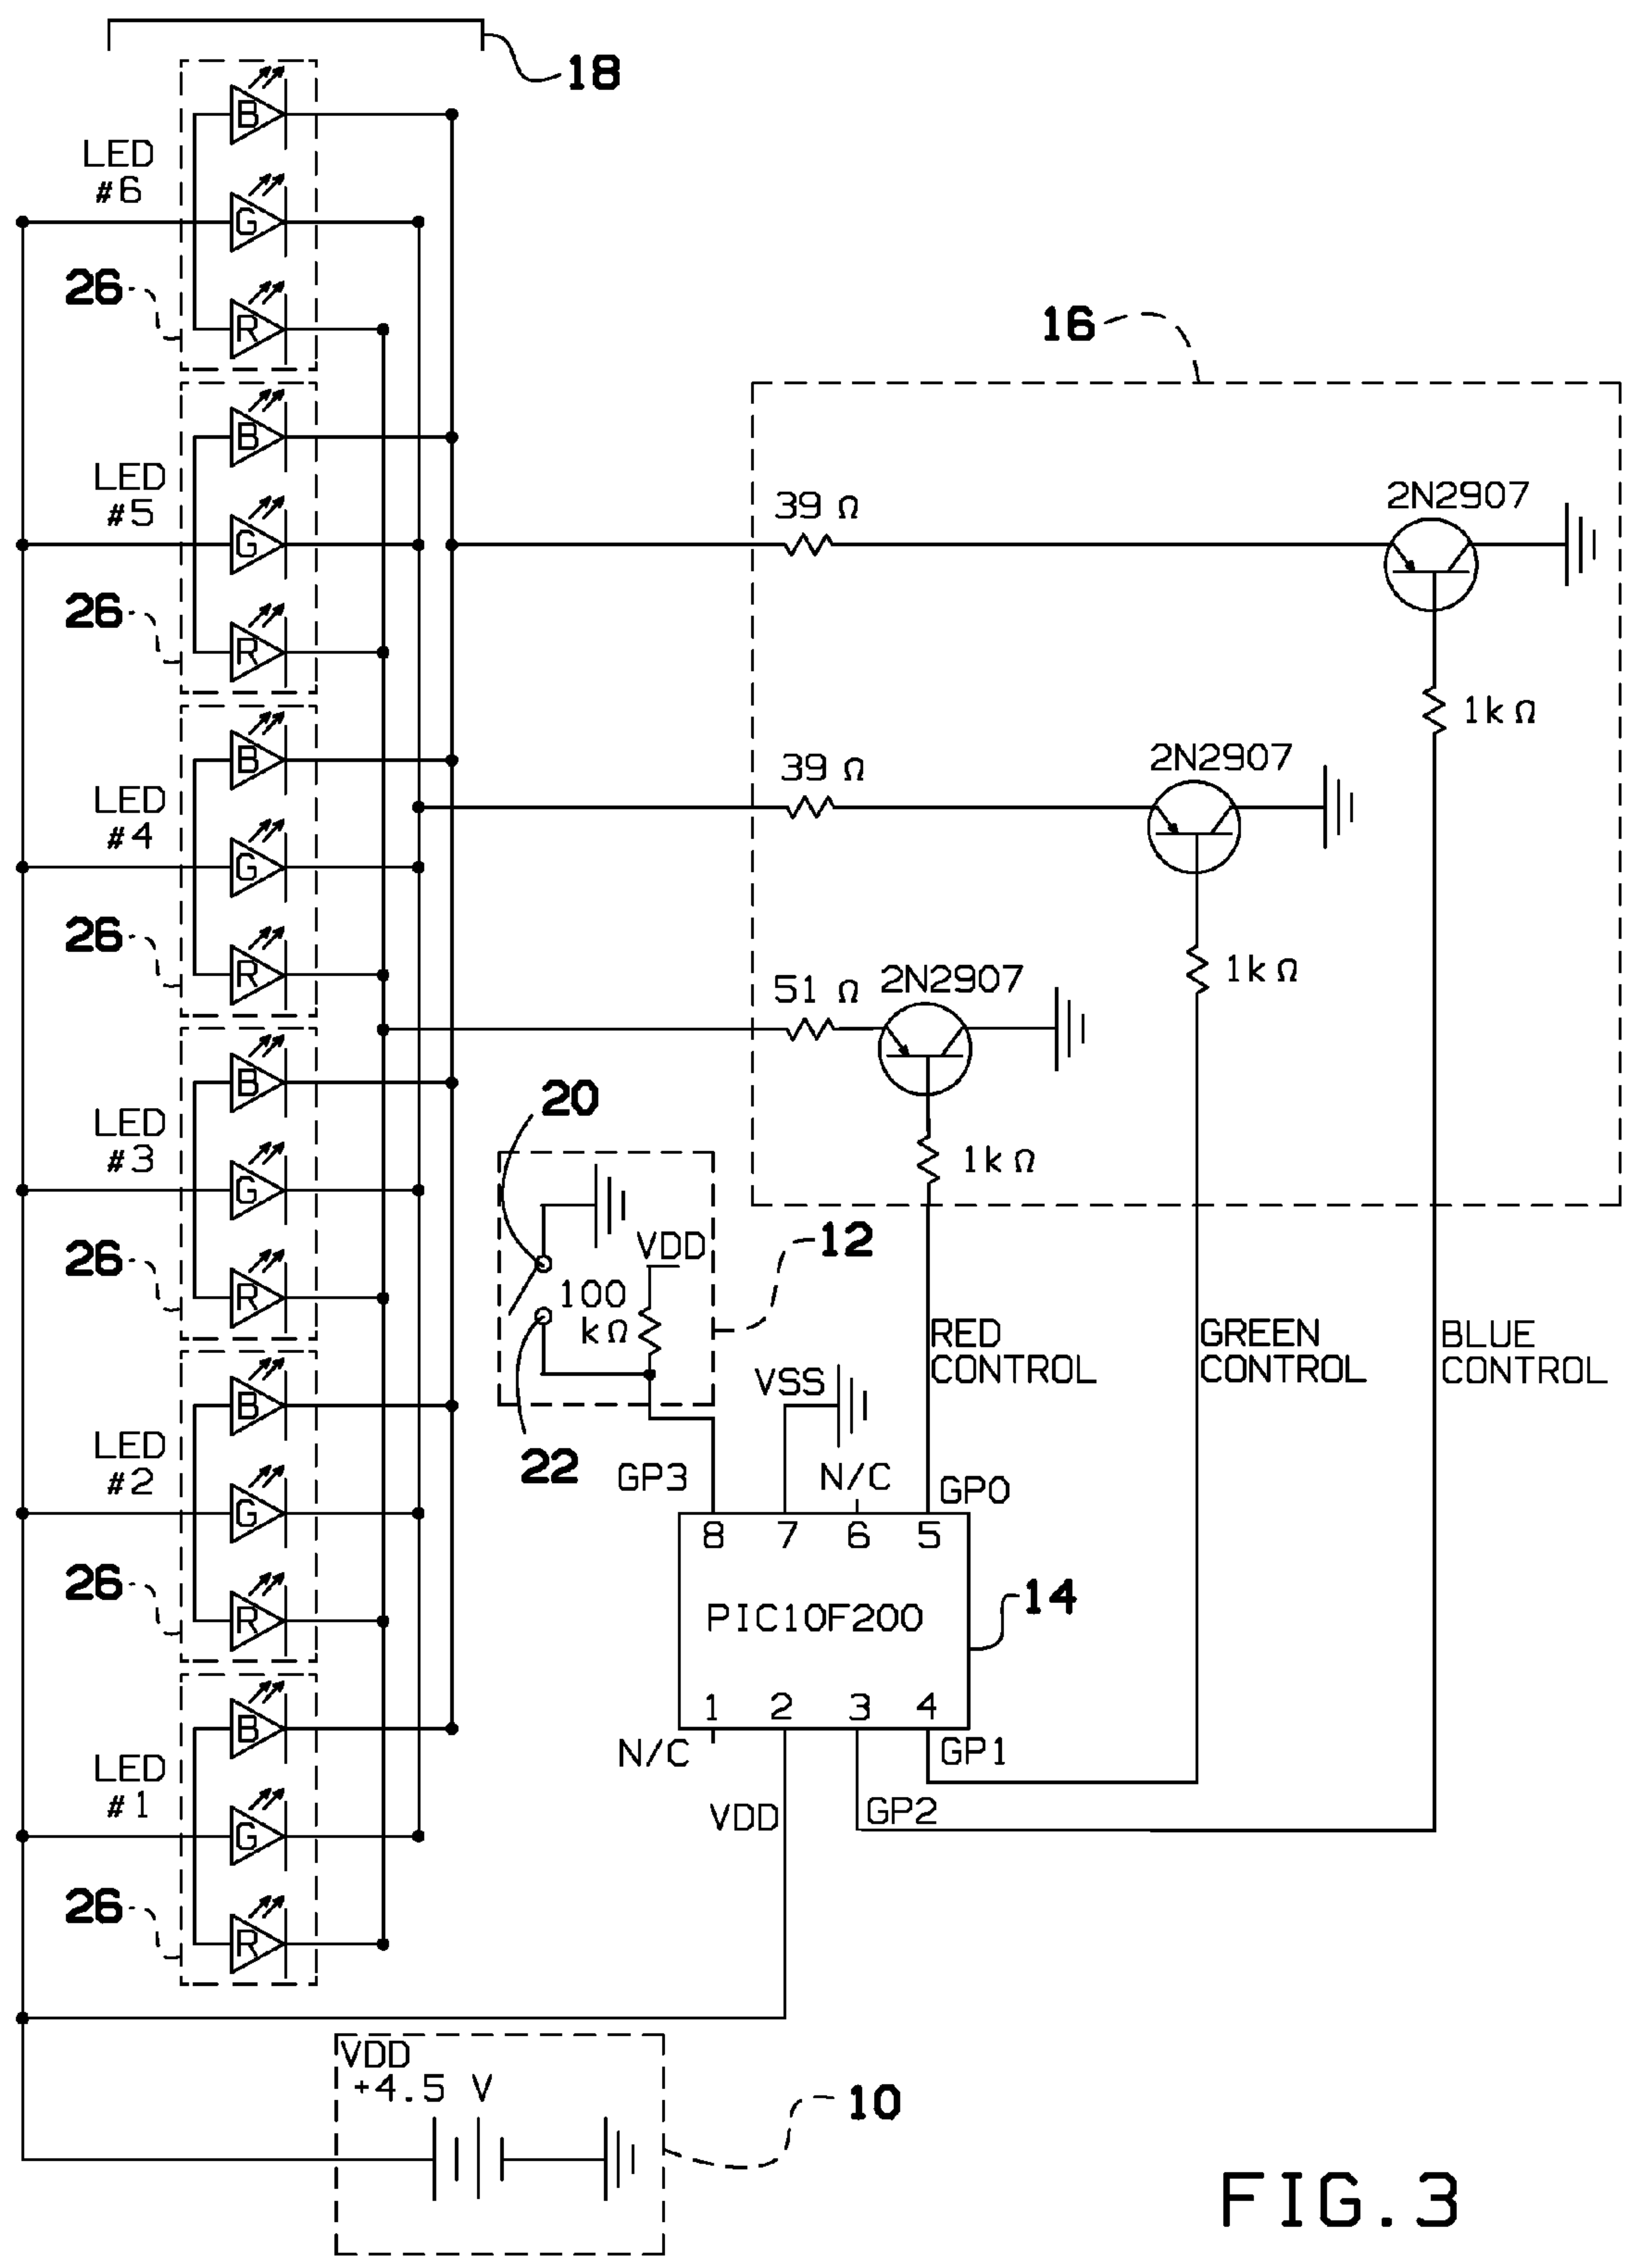 18
B
LED
#6
G
26
R
16
B
LED
#5
G
26
R
39 Ω
2N2907
1k Ω
B
LED
#4
G
26
R
39 Ω
2N2907
1k Ω
51 Ω
2N2907
1k Ω
B
LED
#3
G
26
R
20
12
VDD
100
kΩ
22
RED
CONTROL
GREEN
CONTROL
BLUE
CONTROL
B
LED
#2
G
26
R
VSS
GP3
N/C
GP0
8 7 6 5
PIC10F200
14
1 2 3 4
N/C
GP1
VDD
GP2
B
LED
#1
G
26
R
VDD
+4.5 V
10
FIG.3